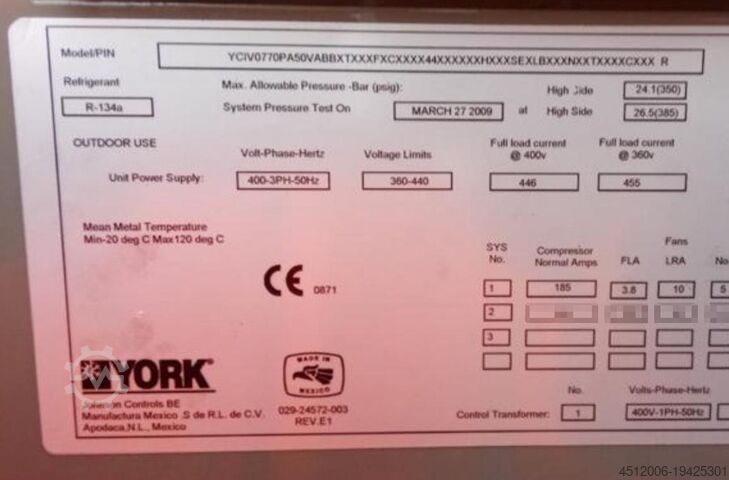 Model/PIN YCIV0770PA50VABBXTXXXFXCXXXX44XXXXXXHXXXSEXLBXXXNXXTXXXXCXXX R
Refrigerant Max. Allowable Pressure -Bar (psig): High Side 24.1(350)
R-134a System Pressure Test On MARCH 27 2009 at High Side 26.5(385)
OUTDOOR USE
Volt-Phase-Hertz Voltage Limits Full load current @ 400v Full load current @ 360v
Unit Power Supply: 400-3PH-50Hz 360-440 446 455
Mean Metal Temperature
Min-20 deg C Max120 deg C
Fans
SYS No. Compressor Normal Amps FLA LRA No
1 185 3.8 10 5
2
3
CE 0871
YORK
MADE IN MEXICO
Johnson Controls BE
Manufactura Mexico .S de R.L. de C.V.
Apodaca,N.L., Mexico
029-24572-003
REV.E1
No. Volts-Phase-Hertz
Control Transformer: 1 400V-1PH-50Hz
4512006-19425301